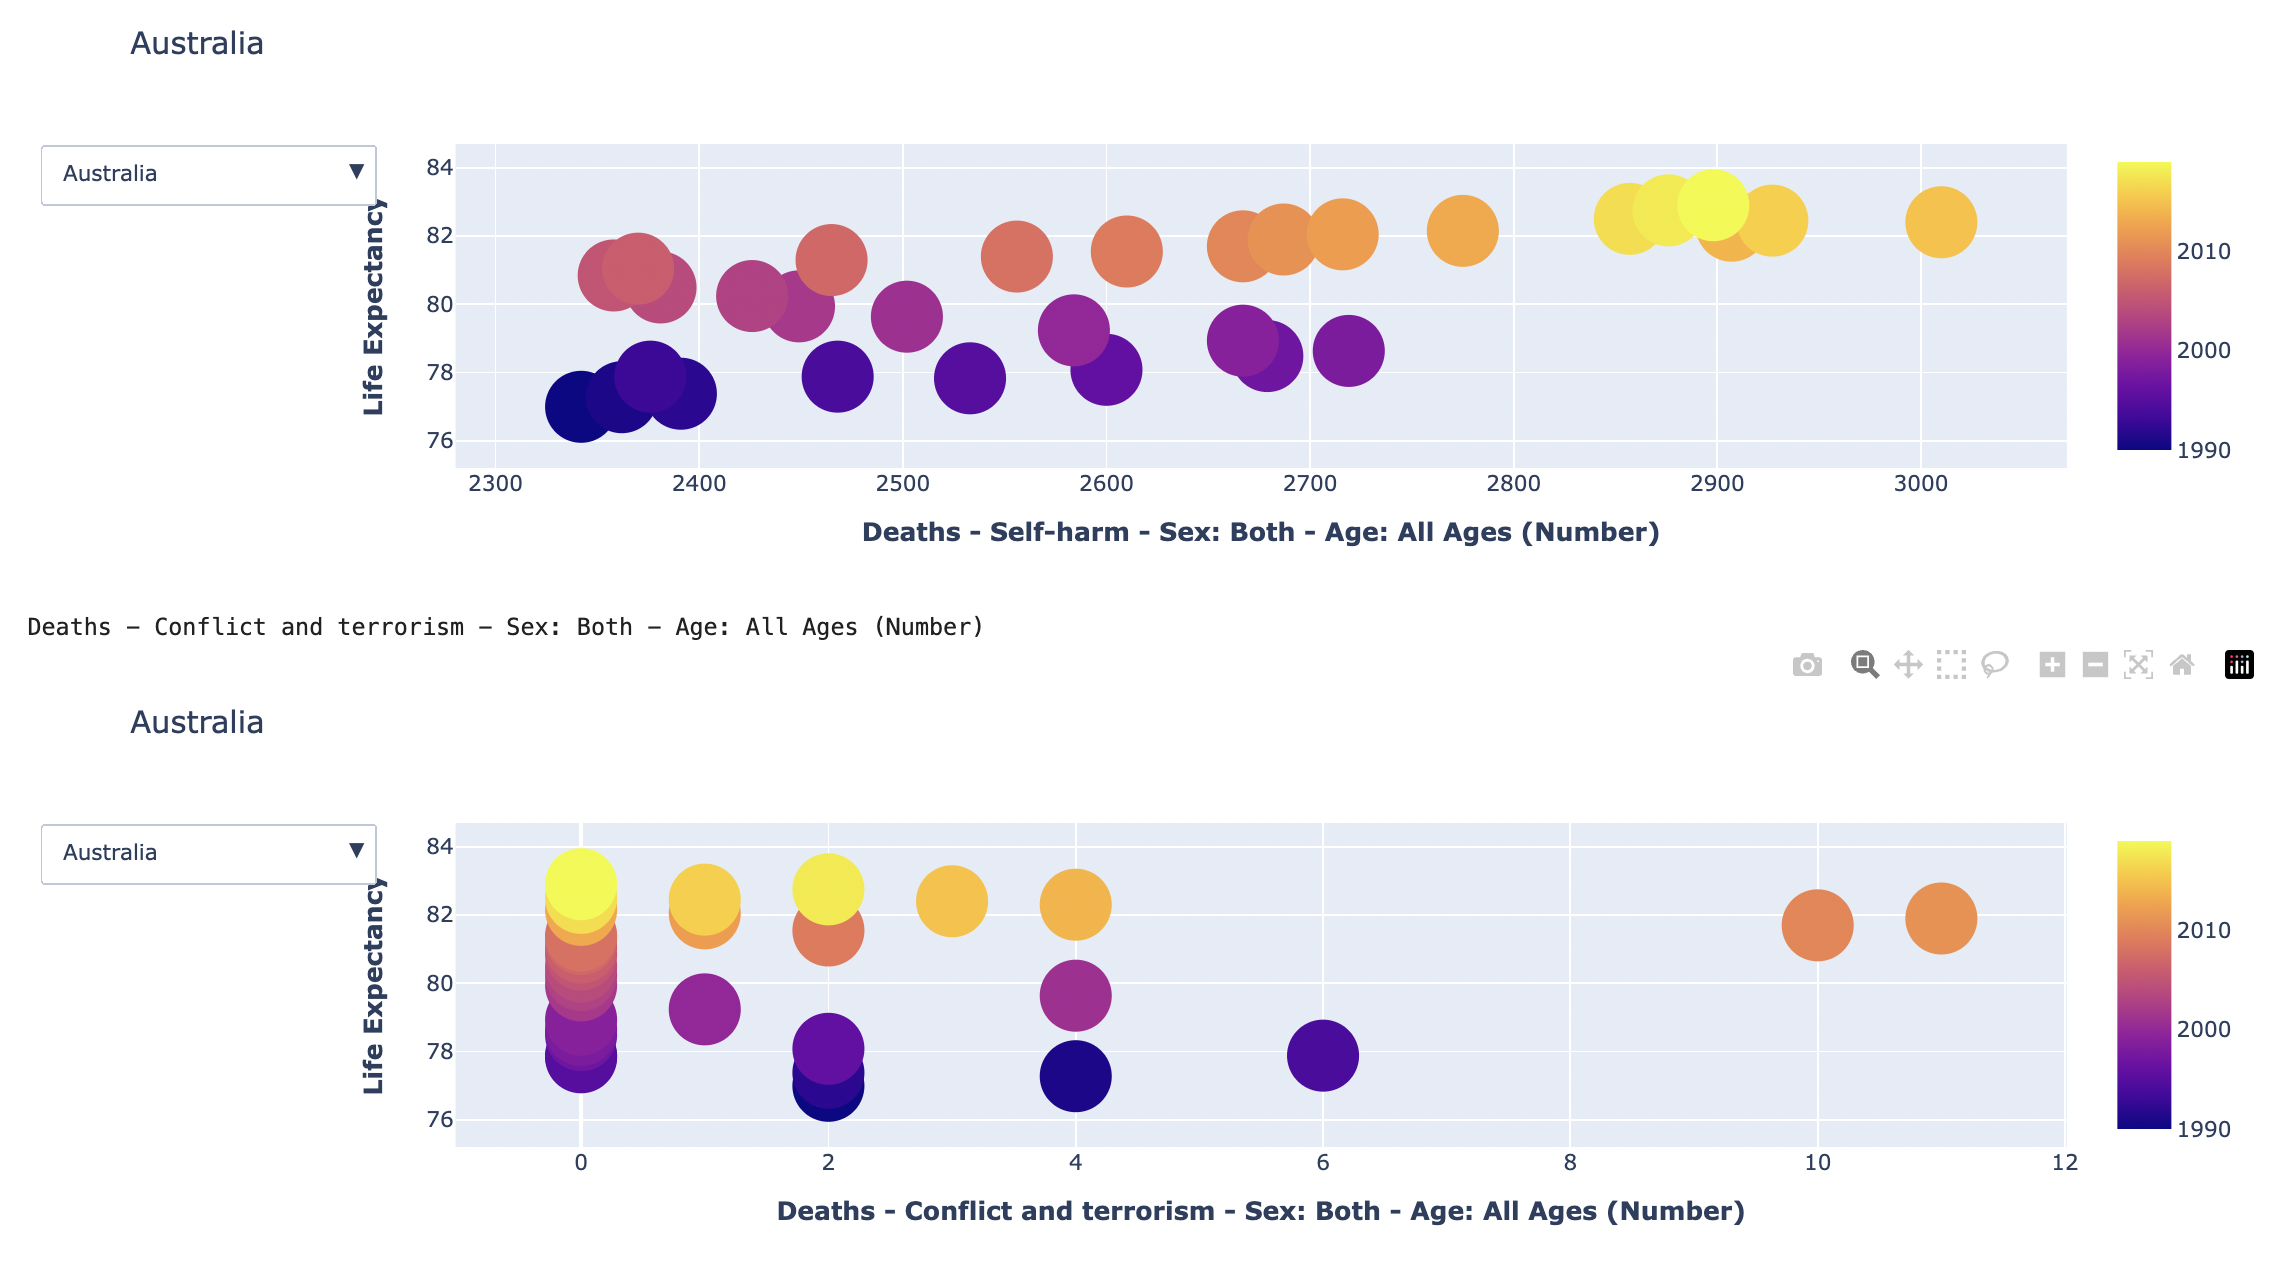 Australia
Australia ▼
Life Expectancy
84
82
80
78
76
2300 2400 2500 2600 2700 2800 2900 3000
Deaths - Self-harm - Sex: Both - Age: All Ages (Number)
2010
2000
1990
Deaths - Conflict and terrorism - Sex: Both - Age: All Ages (Number)
Australia
Australia ▼
Life Expectancy
84
82
80
78
76
0 2 4 6 8 10 12
Deaths - Conflict and terrorism - Sex: Both - Age: All Ages (Number)
2010
2000
1990